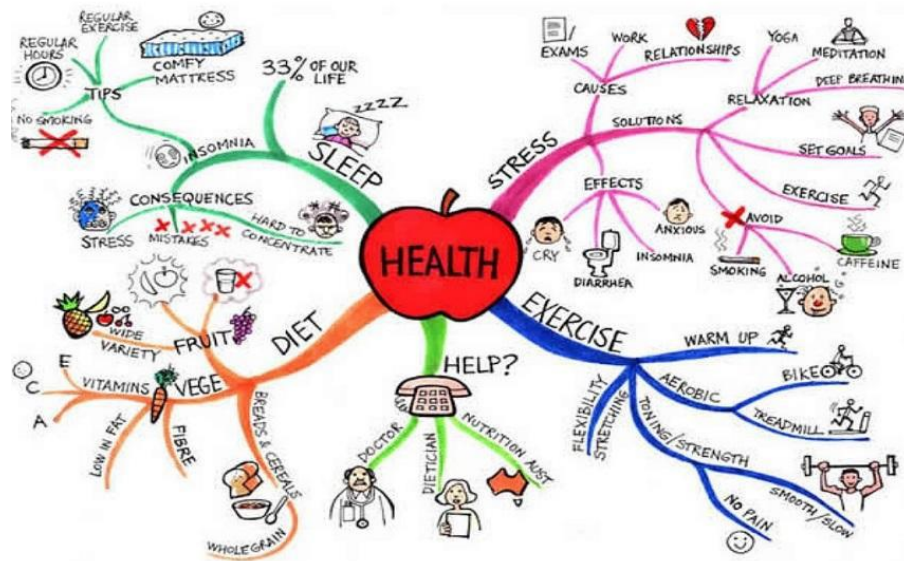 HEALTH
SLEEP
33% OF OUR
LIFE
INSOMNIA
TIPS
REGULAR
EXERCISE
REGULAR
HOURS
COMFY
MATTRESS
NO SMOKING
CONSEQUENCES
STRESS
MISTAKES
HARD TO
CONCENTRATE
ZZZZ
STRESS
CAUSES
EXAMS
WORK
RELATIONSHIPS
SOLUTIONS
RELAXATION
YOGA
MEDITATION
DEEP BREATHIN
SET GOALS
EXERCISE
AVOID
SMOKING
ALCOHOL
CAFFEINE
EFFECTS
CRY
DIARRHEA
INSOMNIA
ANXIOUS
EXERCISE
WARM UP
AEROBIC
BIKE
TREADMILL
TONING/STRENGTH
SMOOTH/SLOW
NO PAIN
FLEXIBILITY
STRETCHING
HELP?
DOCTOR
DIETICIAN
NUTRITION AUST
DIET
FRUIT
WIDE
VARIETY
VEGE
VITAMINS
E
C
A
LOW IN FAT
FIBRE
BREADS & CEREALS
WHOLEGRAIN